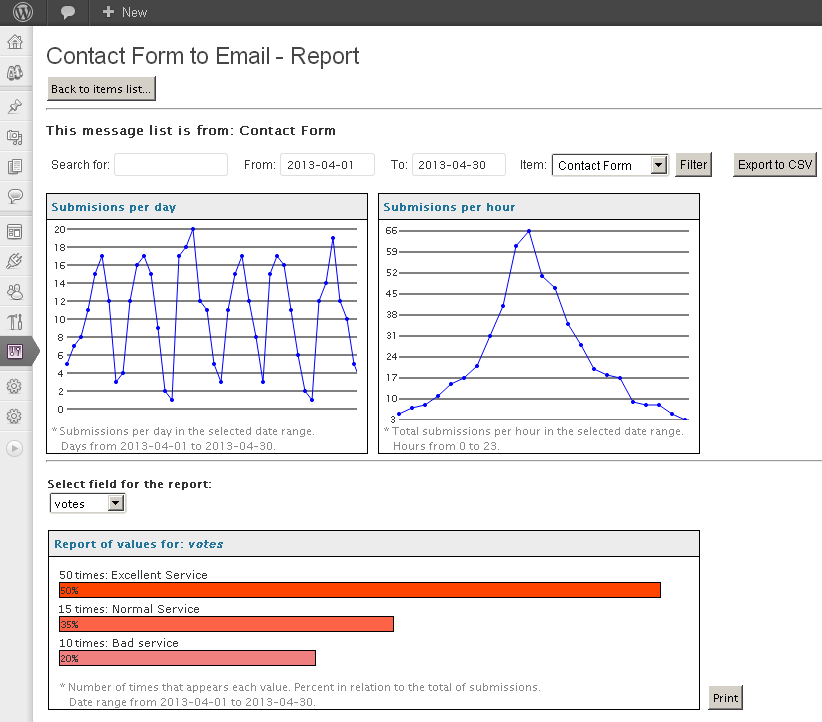 New
Contact Form to Email - Report
Back to items list...
This message list is from: Contact Form
Search for: From: 2013-04-01 To: 2013-04-30 Item: Contact Form Filter Export to CSV
Submisions per day
20
18
16
14
12
10
8
6
4
2
0
* Submissions per day in the selected date range.
Days from 2013-04-01 to 2013-04-30.
Submisions per hour
66
59
52
45
38
31
24
17
10
3
* Total submissions per hour in the selected date range.
Hours from 0 to 23.
Select field for the report:
votes
Report of values for: votes
50 times: Excellent Service
50%
15 times: Normal Service
35%
10 times: Bad service
20%
* Number of times that appears each value. Percent in relation to the total of submissions.
Date range from 2013-04-01 to 2013-04-30.
Print